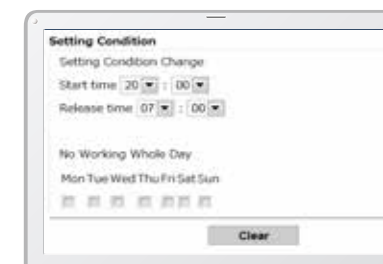 Setting Condition
Setting Condition Change
Start time 20 : 00
Release time 07 : 00
No Working Whole Day
Mon Tue Wed Thu Fri Sat Sun
Clear